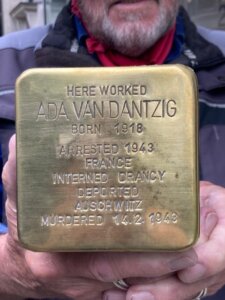 HERE WORKED
ADA VAN DANTZIG
BORN 1918
ARRESTED 1943
FRANCE
INTERNED DRANCY
DEPORTED
AUSCHWITZ
MURDERED 14.2.1943